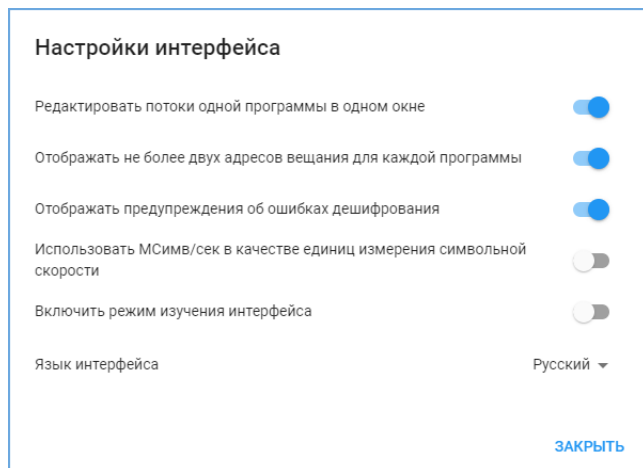 Настройки интерфейса
Редактировать потоки одной программы в одном окне
Отображать не более двух адресов вещания для каждой программы
Отображать предупреждения об ошибках дешифрования
Использовать МСимв/сек в качестве единиц измерения символьной
скорости
Включить режим изучения интерфейса
Язык интерфейса Русский
ЗАКРЫТЬ